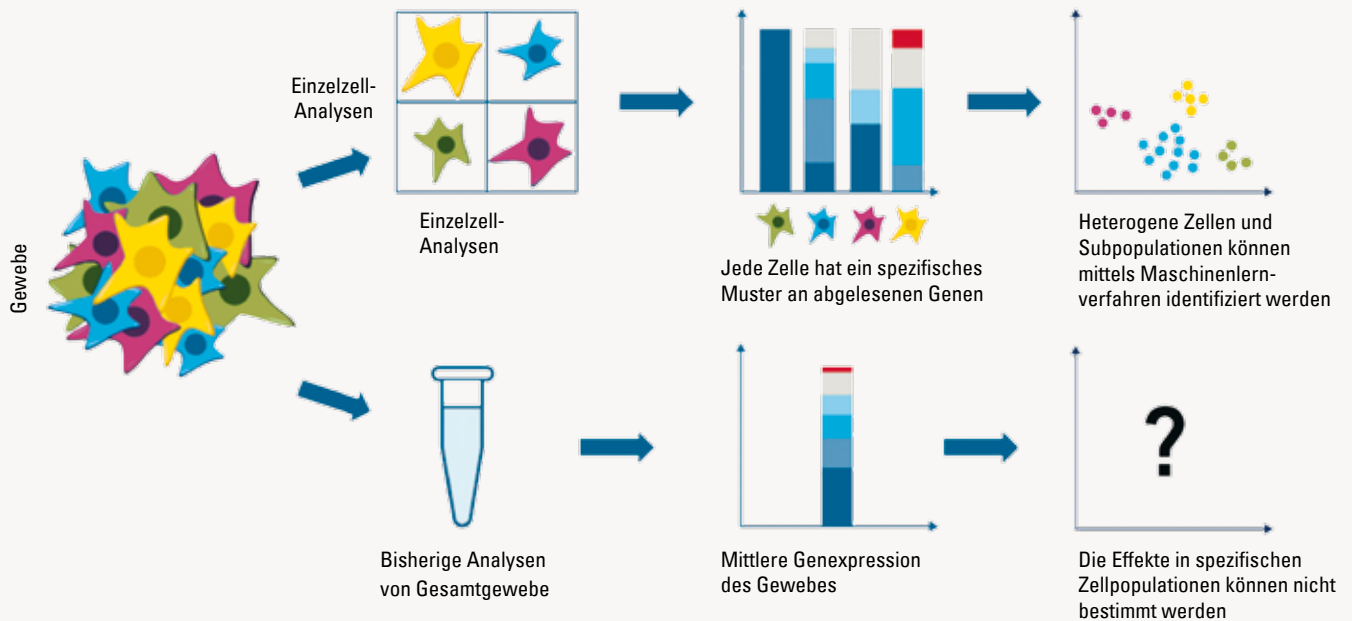 Gewebe
Einzelzell-
Analysen
Einzelzell-
Analysen
Jede Zelle hat ein spezifisches
Muster an abgelesenen Genen
Heterogene Zellen und
Subpopulationen können
mittels Maschinenlern-
verfahren identifiziert werden
Bisherige Analysen
von Gesamtgewebe
Mittlere Genexpression
des Gewebes
?
Die Effekte in spezifischen
Zellpopulationen können nicht
bestimmt werden